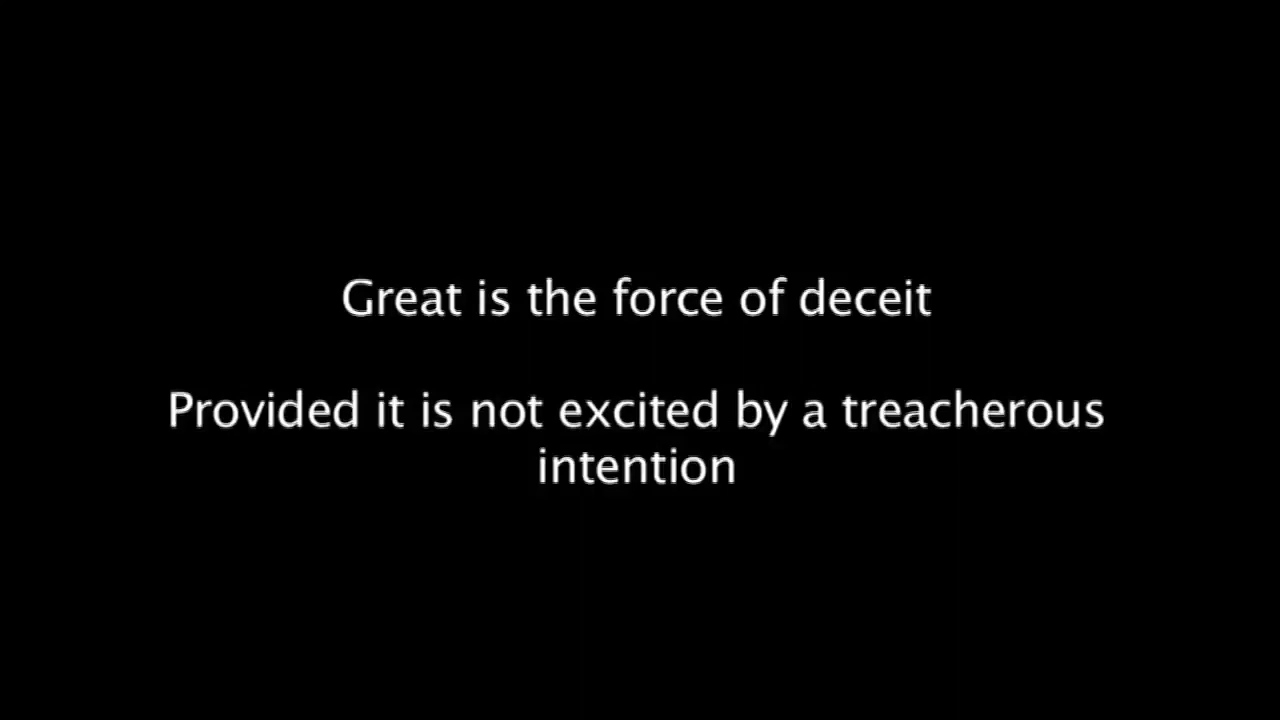 Great is the force of deceit
Provided it is not excited by a treacherous
intention